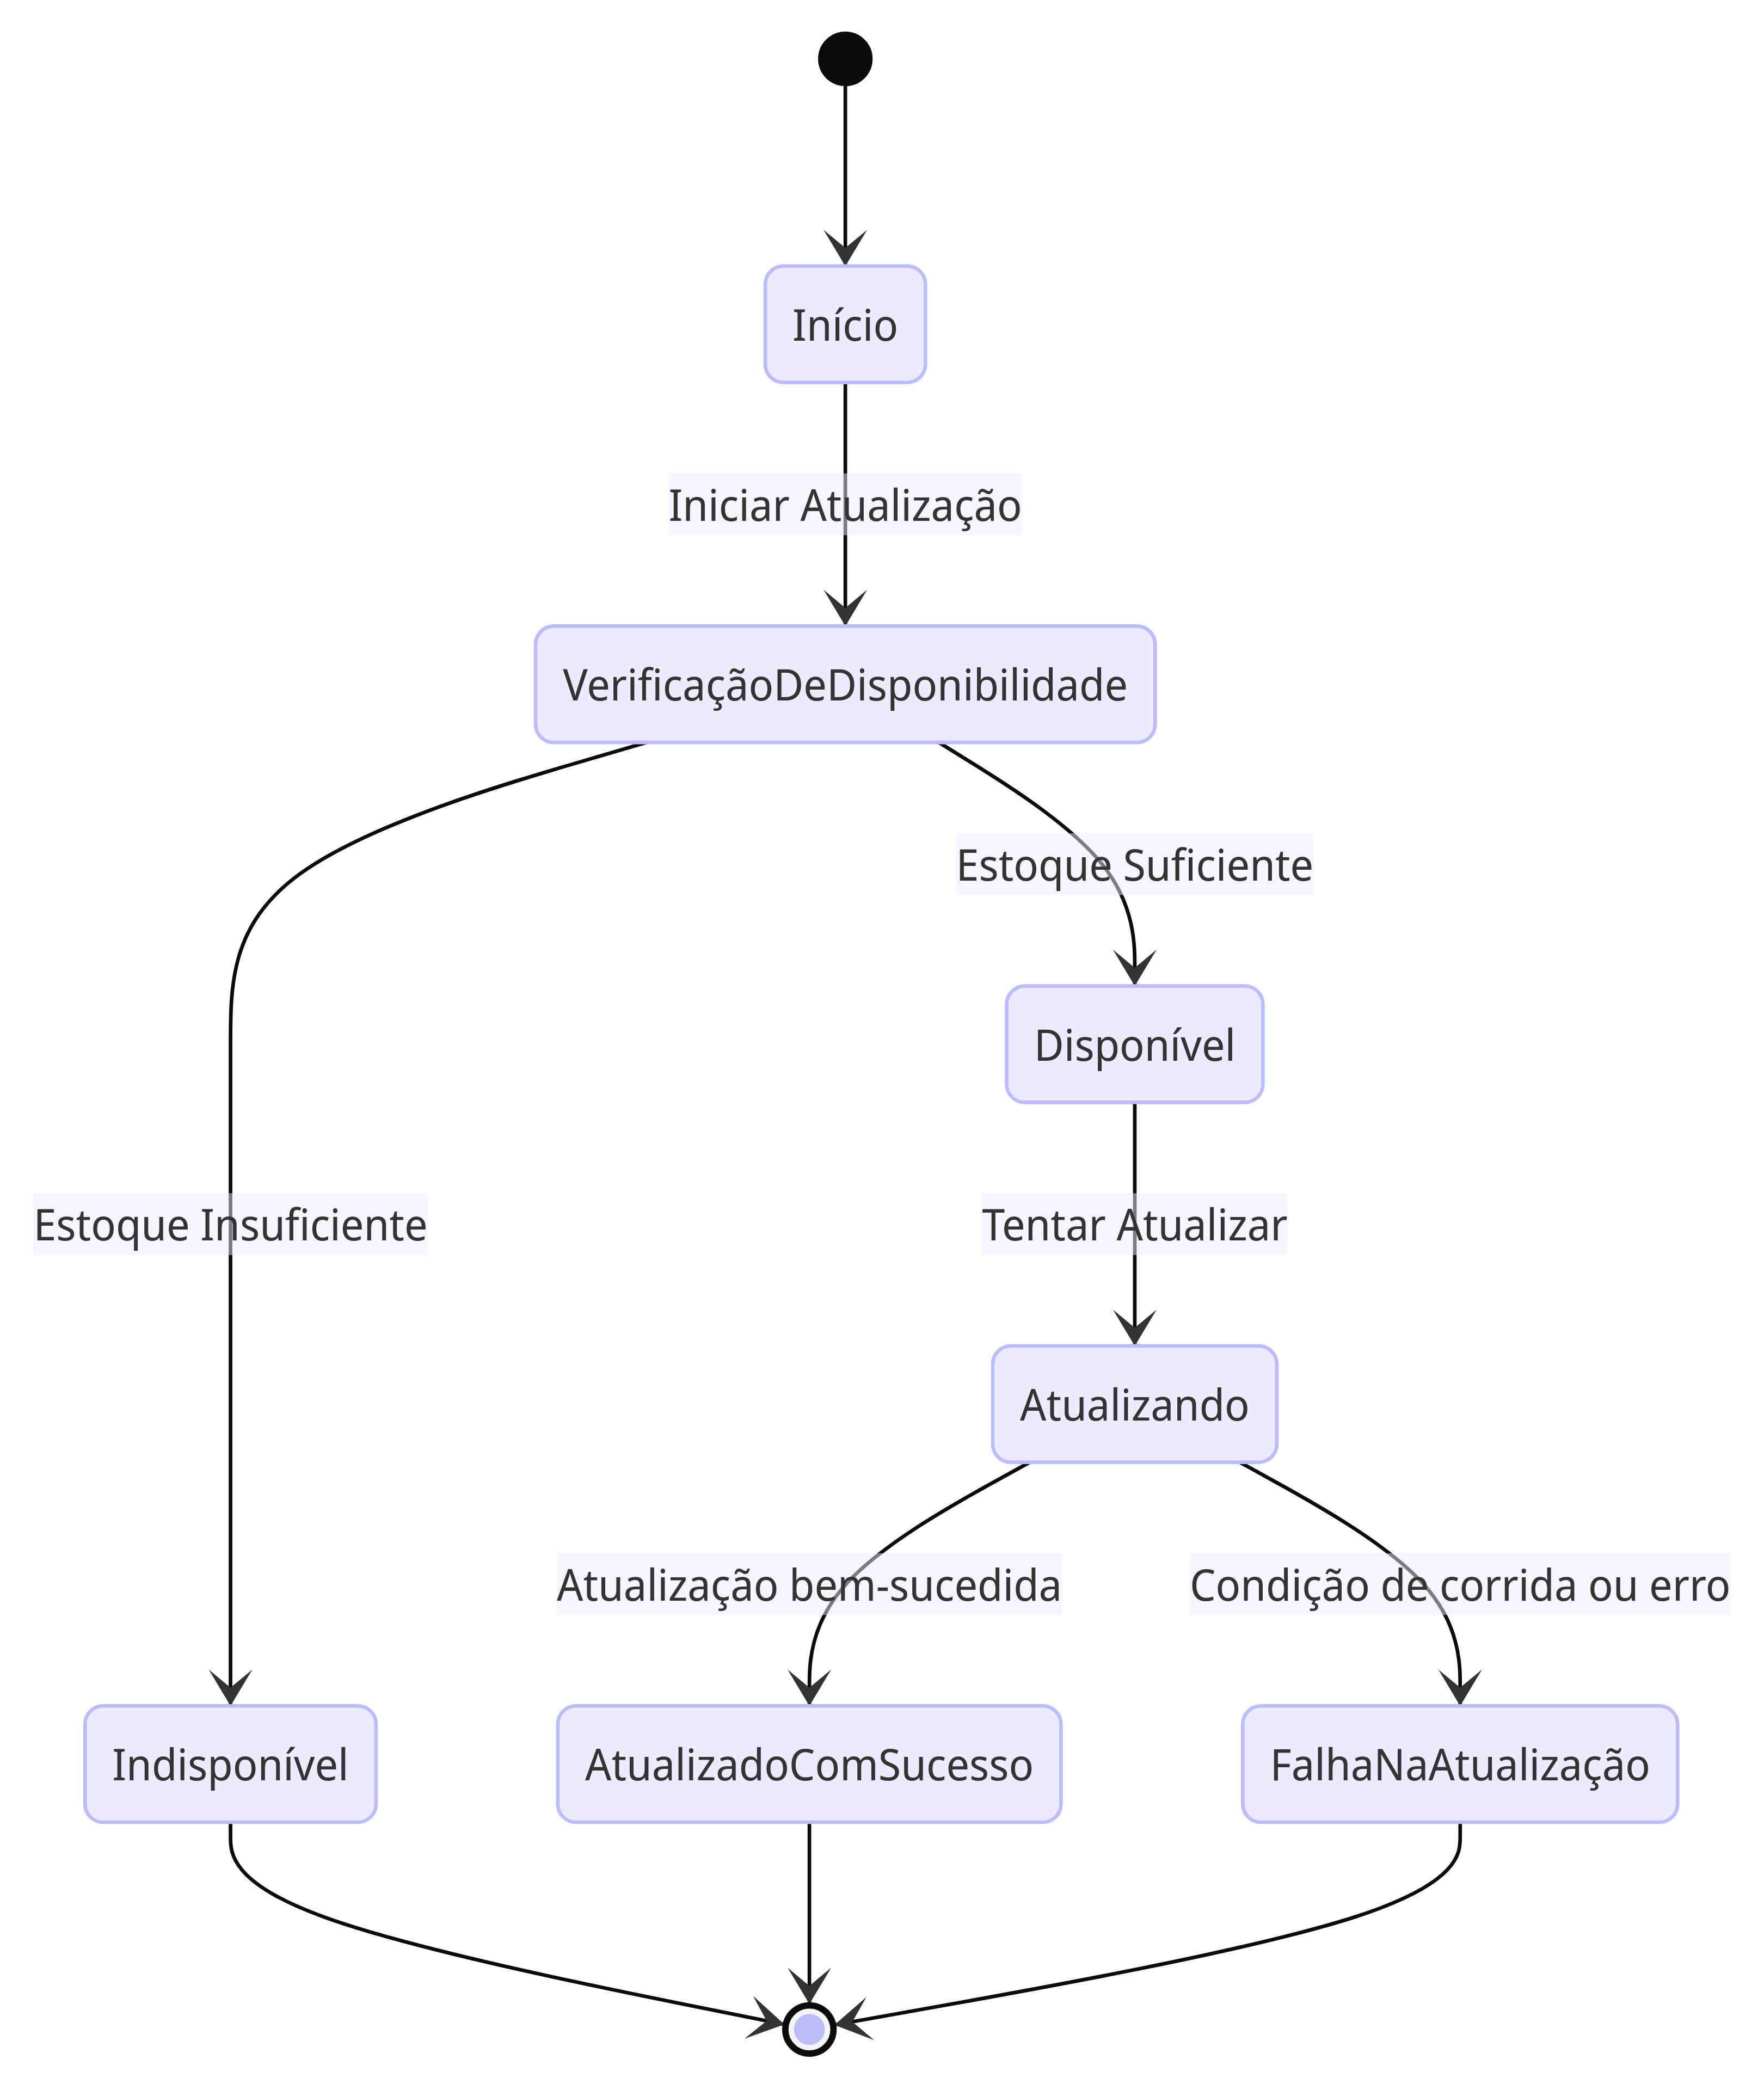 Início
Iniciar Atualização
VerificaçãoDeDisponibilidade
Estoque Suficiente
Disponível
Estoque Insuficiente
Tentar Atualizar
Atualizando
Atualização bem-sucedida
Condição de corrida ou erro
Indisponível
AtualizadoComSucesso
FalhaNaAtualização